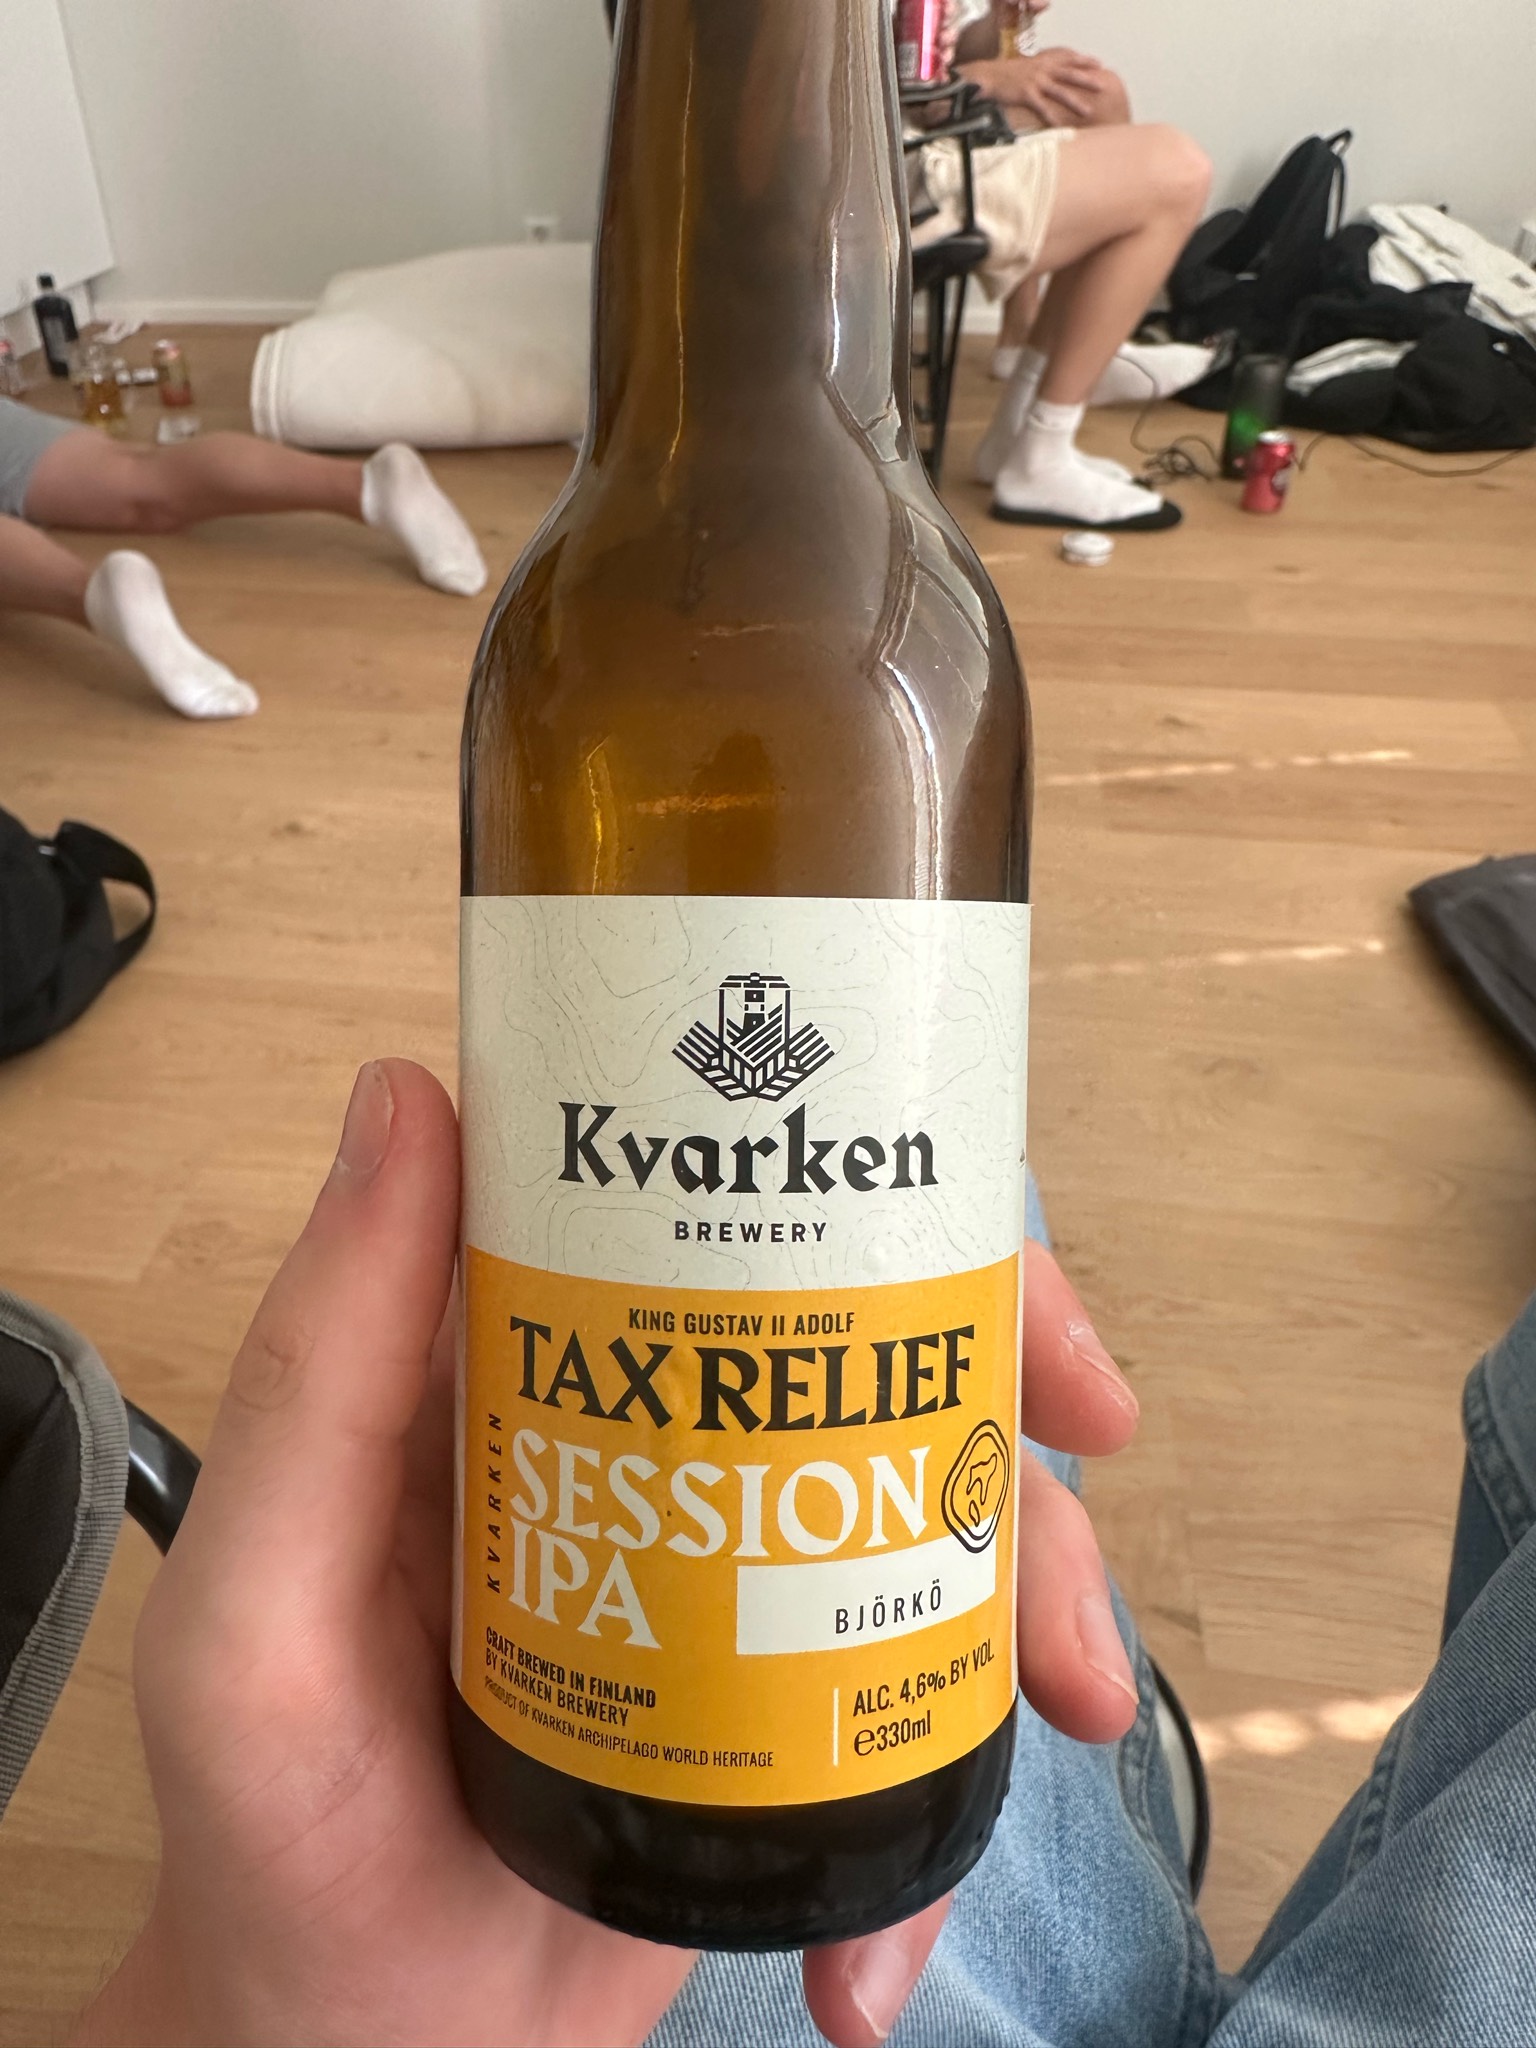 Kvarken
BREWERY
KING GUSTAV II ADOLF
TAX RELIEF
KVARKEN
SESSION
IPA
BJÖRKÖ
CRAFT BREWED IN FINLAND
BY KVARKEN BREWERY
PRODUCT OF KVARKEN ARCHIPELAGO WORLD HERITAGE
ALC. 4,6% BY VOL.
℮330ml